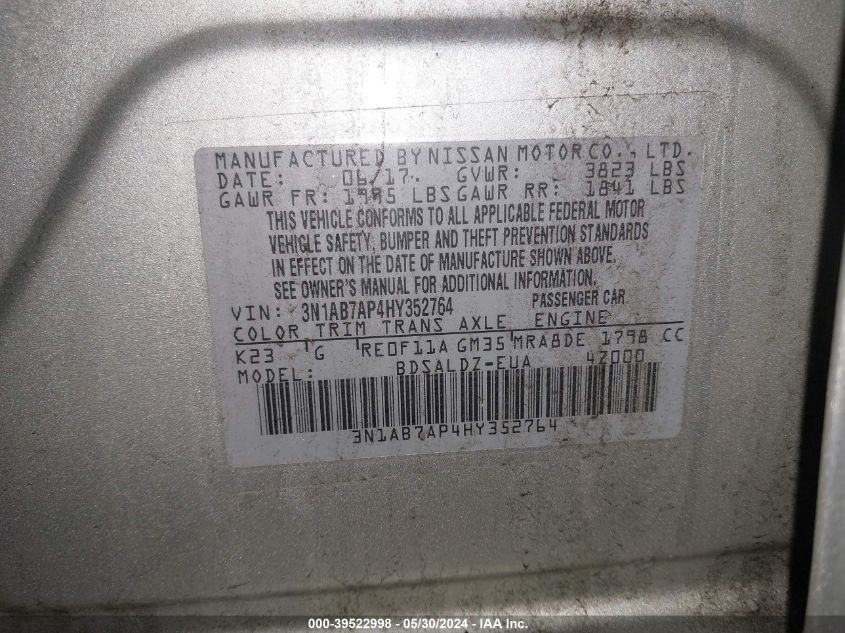 MANUFACTURED BY NISSAN MOTOR CO., LTD.
DATE: 06/17. GVWR: 3823 LBS
GAWR FR: 1995 LBS GAWR RR: 1841 LBS
THIS VEHICLE CONFORMS TO ALL APPLICABLE FEDERAL MOTOR
VEHICLE SAFETY, BUMPER AND THEFT PREVENTION STANDARDS
IN EFFECT ON THE DATE OF MANUFACTURE SHOWN ABOVE.
SEE OWNER'S MANUAL FOR ADDITIONAL INFORMATION.
VIN: 3N1AB7AP4HY352764 PASSENGER CAR
COLOR TRIM TRANS AXLE ENGINE
K23 G RE0F11A GM35 MRA8DE 1798 CC
MODEL: BDSALDZ-EUA 4Z000
3N1AB7AP4HY352764
000-39522998 - 05/30/2024 - IAA Inc.